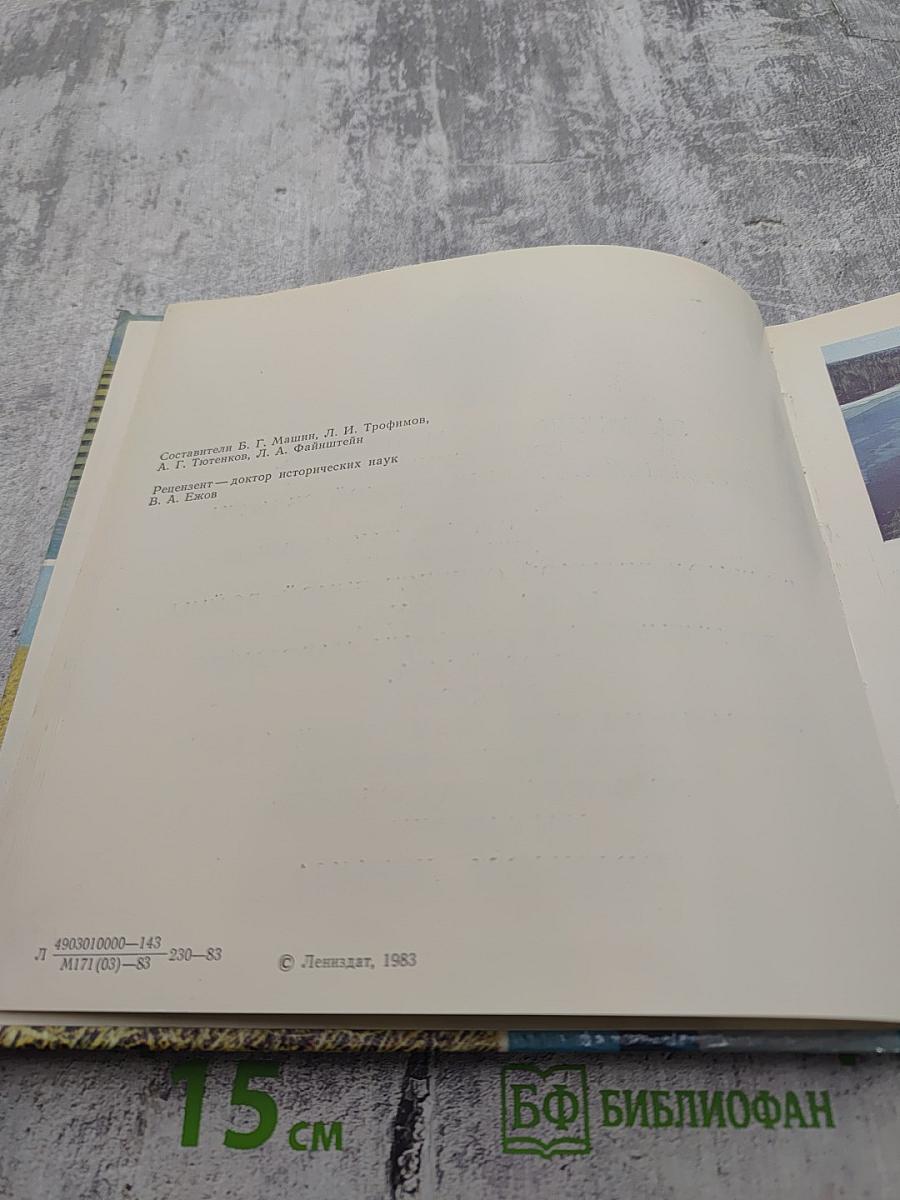 Составители Б. Г. Машин, Л. И. Трофимов,
А. Г. Тютенков, Л. А. Файнштейн
Рецензент — доктор исторических наук
В. А. Ежов
Л 4903010000—143 230—83
М171(03)—83
© Лениздат, 1983
15 см
БФ БИБЛИОФАН